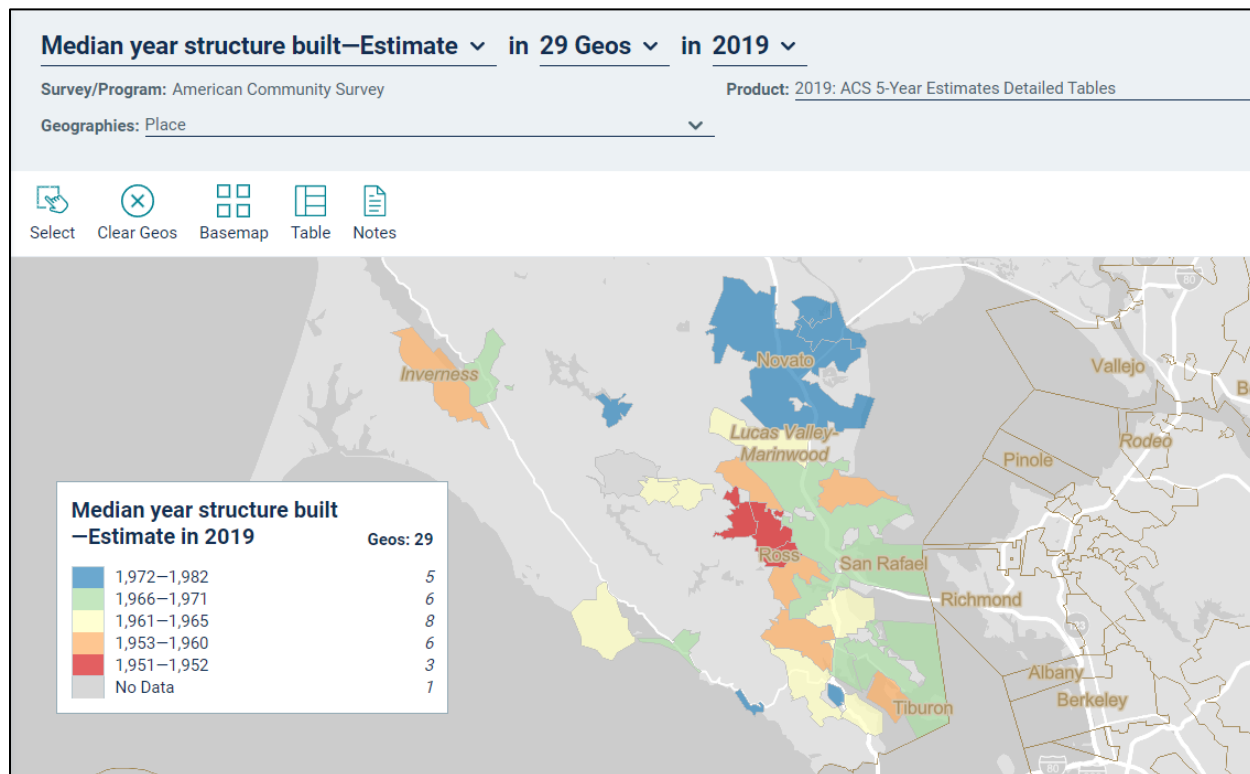 Median year structure built—Estimate in 29 Geos in 2019
Survey/Program: American Community Survey
Product: 2019: ACS 5-Year Estimates Detailed Tables
Geographies: Place
Select Clear Geos Basemap Table Notes
80
Novato
Inverness
Vallejo
B
Lucas Valley-
Marinwood
Rodeo
Pinole
Median year structure built
—Estimate in 2019
Geos: 29
1,972—1,982 5
1,966—1,971 6
1,961—1,965 8
1,953—1,960 6
1,951—1,952 3
No Data 1
Ross
San Rafael
Richmond
123
Albany
Berkeley
Tiburon
80
580